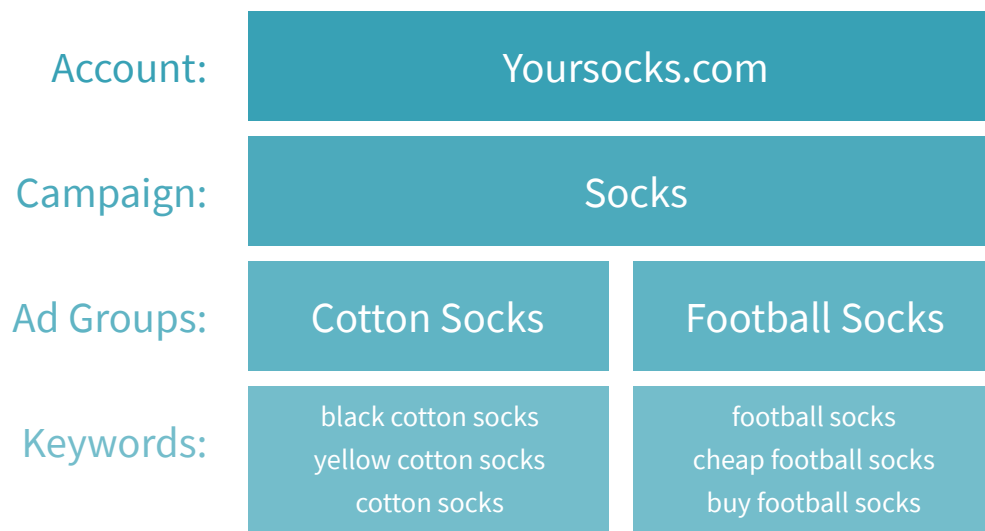 Account:
Yoursocks.com
Campaign:
Socks
Ad Groups:
Cotton Socks
Football Socks
Keywords:
black cotton socks
yellow cotton socks
cotton socks
football socks
cheap football socks
buy football socks